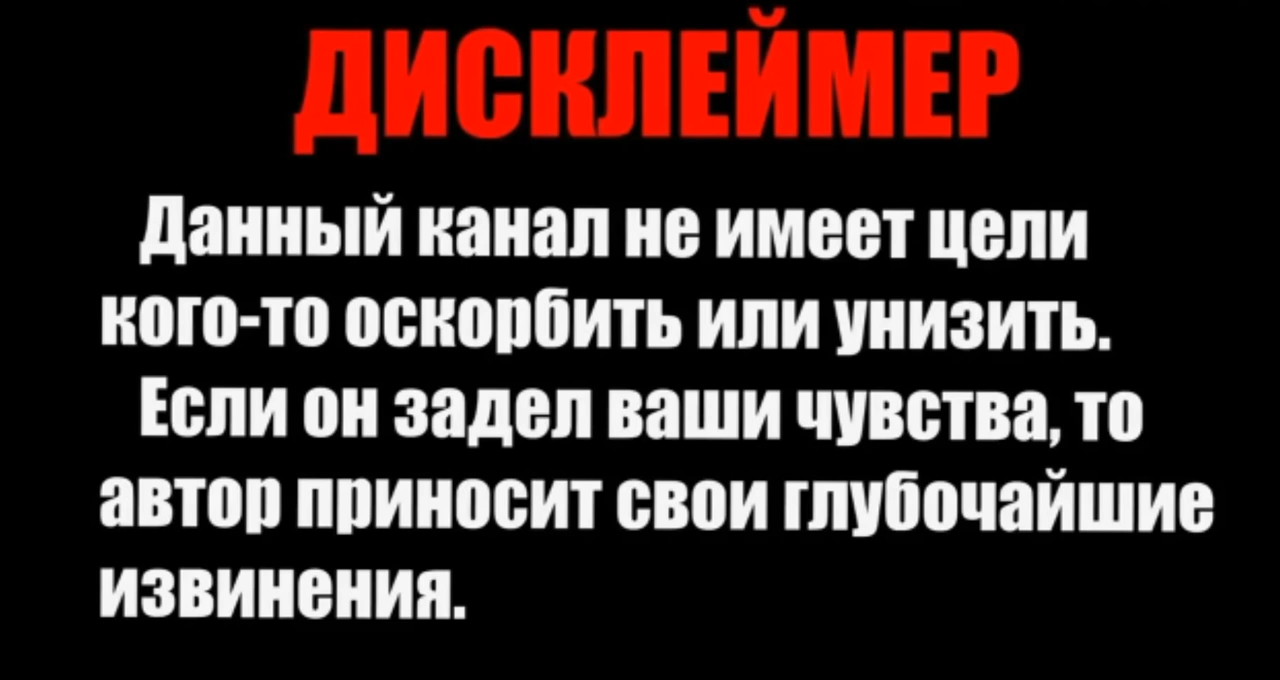 ДИСКЛЕЙМЕР
Данный канал не имеет цели
кого-то оскорбить или унизить.
Если он задел ваши чувства, то
автор приносит свои глубочайшие
извинения.